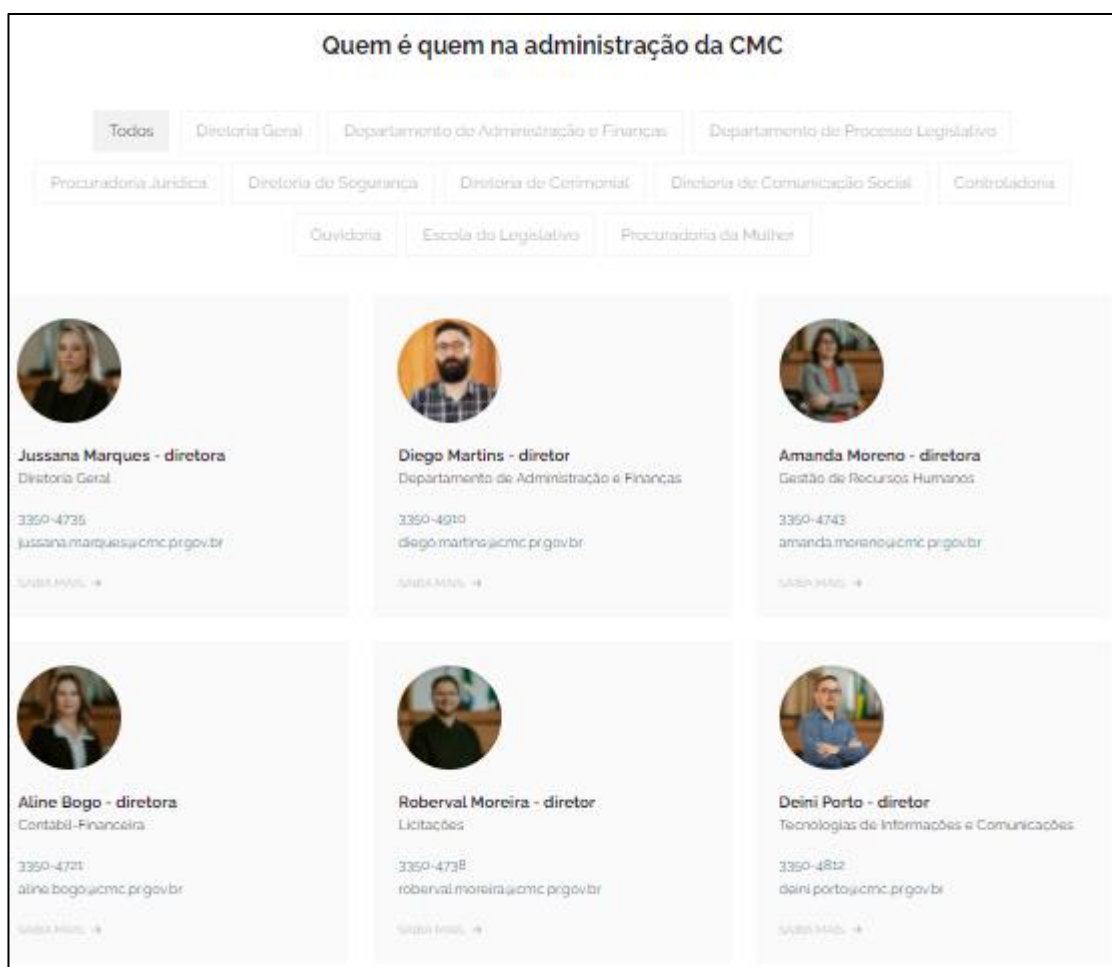 Quem é quem na administração da CMC
Todos Diretoria Geral Departamento de Administração e Finanças Departamento de Processo Legislativo
Procuradoria Jurídica Diretoria de Segurança Diretoria de Cerimonial Diretoria de Comunicação Social Controladoria
Ouvidoria Escola do Legislativo Procuradoria da Mulher
Jussana Marques - diretora Diego Martins - diretor Amanda Moreno - diretora
Diretoria Geral Departamento de Administração e Finanças Gestão de Recursos Humanos
3350-4735 3350-4910 3350-4743
jussana.marques@cmc.pr.gov.br diego.martins@cmc.pr.gov.br amanda.moreno@cmc.pr.gov.br
SAIBA MAIS → SAIBA MAIS → SAIBA MAIS →
Aline Bogo - diretora Roberval Moreira - diretor Deini Porto - diretor
Contábil-Financeira Licitações Tecnologias de Informações e Comunicações
3350-4721 3350-4738 3350-4812
aline.bogo@cmc.pr.gov.br roberval.moreira@cmc.pr.gov.br deini.porto@cmc.pr.gov.br
SAIBA MAIS → SAIBA MAIS → SAIBA MAIS →